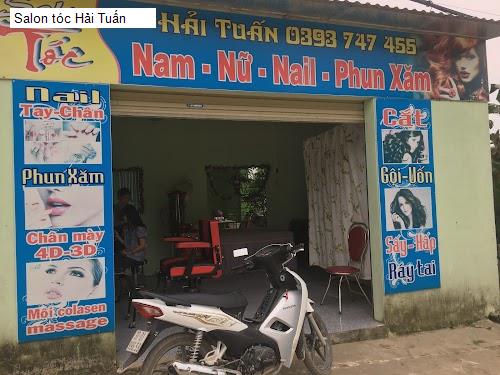 Salon tóc Hải Tuấn
Tóc HẢI TUẤN 0393 747 455
Nam - Nữ - Nail - Phun Xăm
Nail
Tay-Chân
Phun Xăm
Chân mày
4D-3D
Môi colasen
massage
Cắt
Gội-Uốn
Sấy-Hấp
Ráy tai